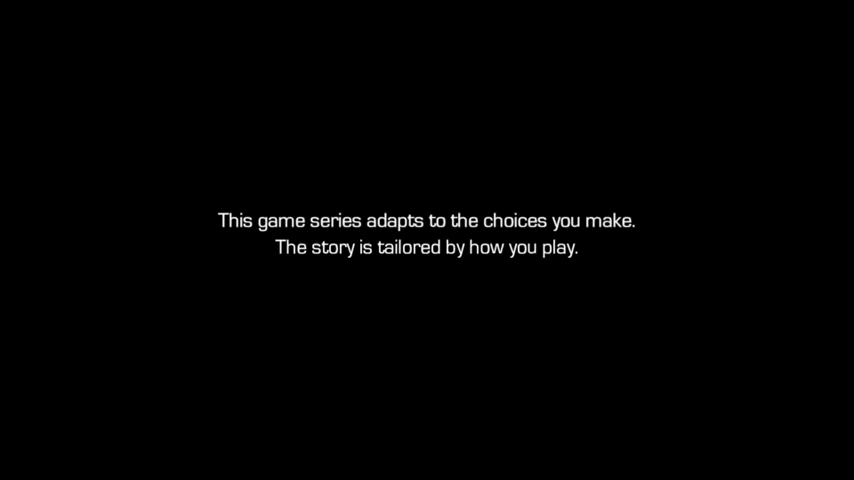 This game series adapts to the choices you make.
The story is tailored by how you play.